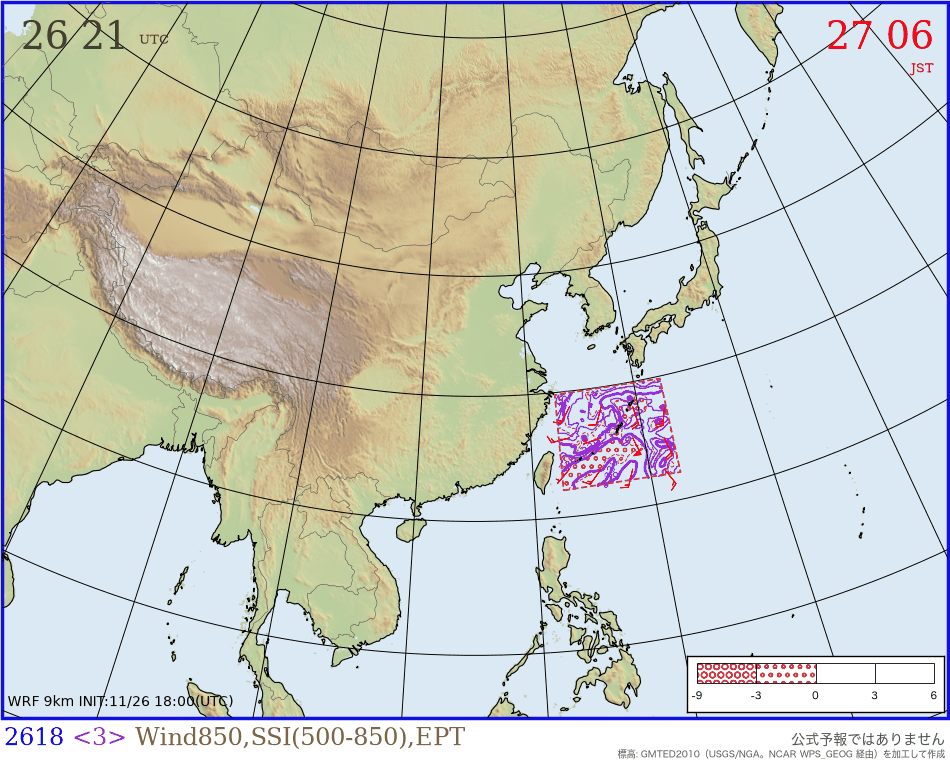 26 21 UTC
27 06
JST
-9 -3 0 3 6
WRF 9km INIT:11/26 18:00(UTC)
2618 <3> Wind850,SSI(500-850),EPT
公式予報ではありません
標高: GMTED2010（USGS/NGA。NCAR WPS_GEOG 経由）を加工して作成